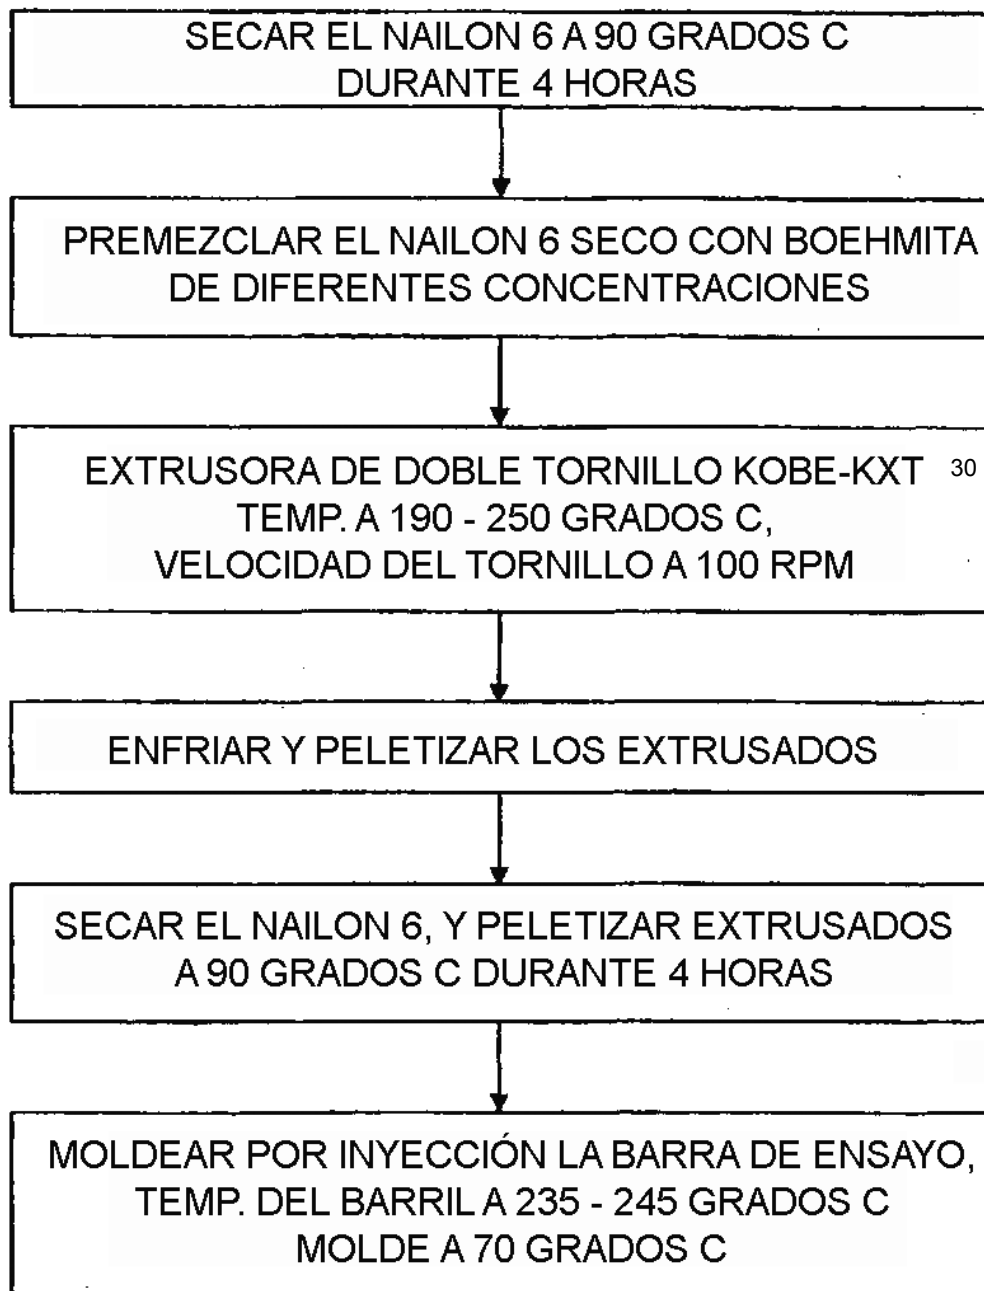 SECAR EL NAILON 6 A 90 GRADOS C
DURANTE 4 HORAS
PREMEZCLAR EL NAILON 6 SECO CON BOEHMITA
DE DIFERENTES CONCENTRACIONES
EXTRUSORA DE DOBLE TORNILLO KOBE-KXT 30
TEMP. A 190 - 250 GRADOS C,
VELOCIDAD DEL TORNILLO A 100 RPM
ENFRIAR Y PELETIZAR LOS EXTRUSADOS
SECAR EL NAILON 6, Y PELETIZAR EXTRUSADOS
A 90 GRADOS C DURANTE 4 HORAS
MOLDEAR POR INYECCIÓN LA BARRA DE ENSAYO,
TEMP. DEL BARRIL A 235 - 245 GRADOS C
MOLDE A 70 GRADOS C